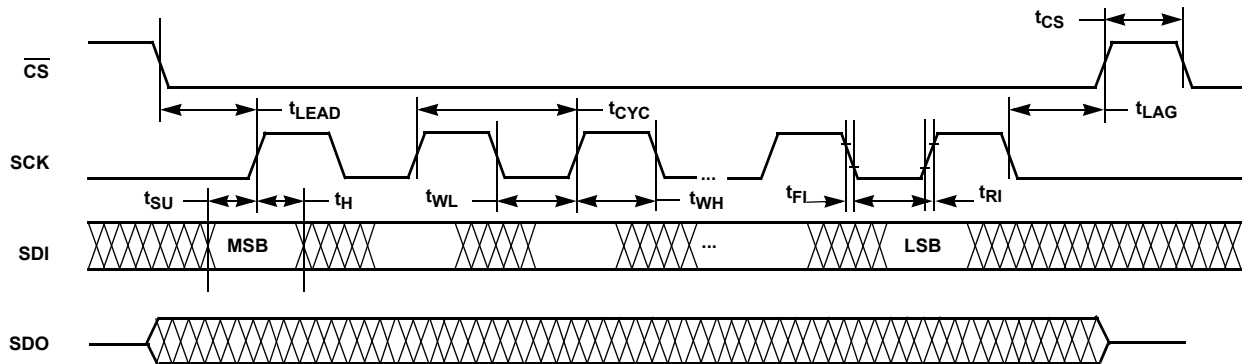 tCS
CS
tLEAD
tCYC
tLAG
SCK
...
tSU
tH
tWL
tWH
tFI
tRI
SDI
MSB
...
LSB
SDO